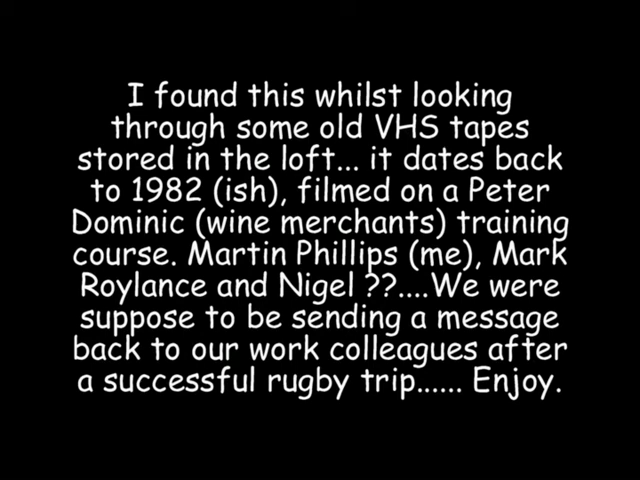 I found this whilst looking
through some old VHS tapes
stored in the loft... it dates back
to 1982 (ish), filmed on a Peter
Dominic (wine merchants) training
course. Martin Phillips (me), Mark
Roylance and Nigel ??....We were
suppose to be sending a message
back to our work colleagues after
a successful rugby trip...... Enjoy.